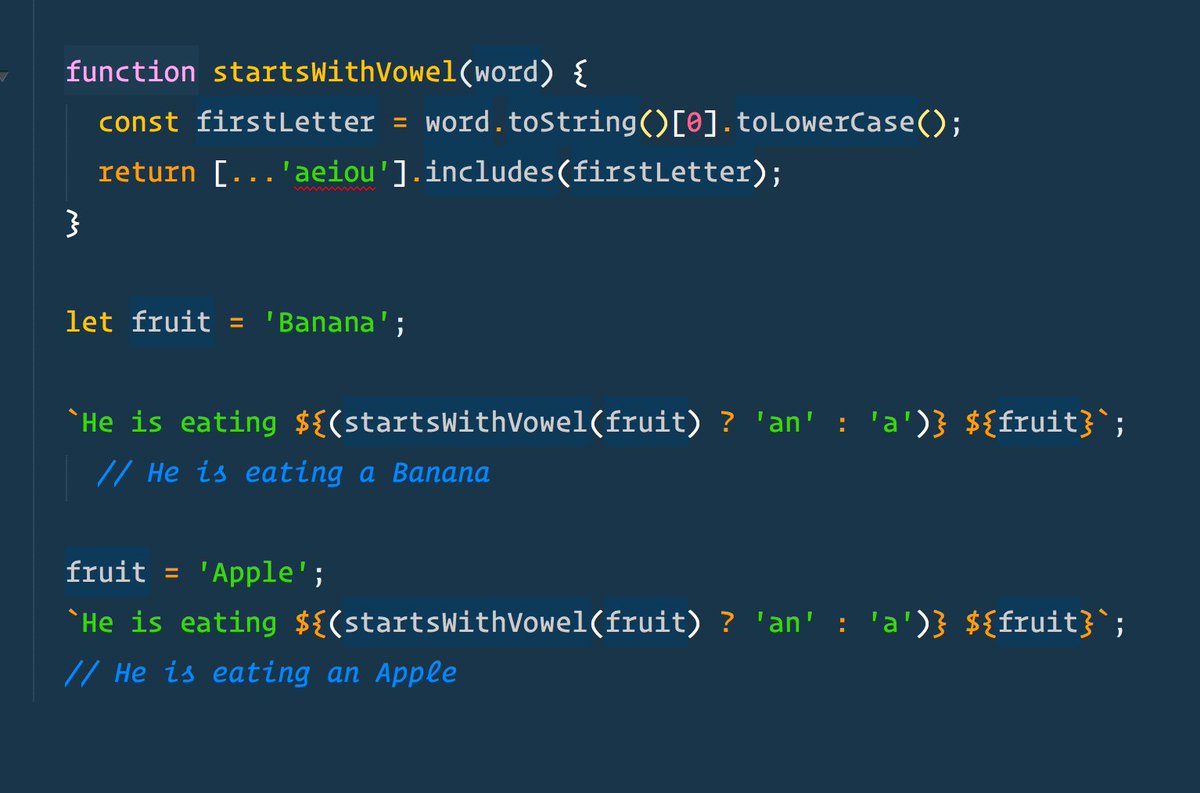 function startsWithVowel(word) {
  const firstLetter = word.toString()[0].toLowerCase();
  return [...'aeiou'].includes(firstLetter);
}
let fruit = 'Banana';
`He is eating ${(startsWithVowel(fruit) ? 'an' : 'a')} ${fruit}`;
  // He is eating a Banana
fruit = 'Apple';
`He is eating ${(startsWithVowel(fruit) ? 'an' : 'a')} ${fruit}`;
// He is eating an Apple